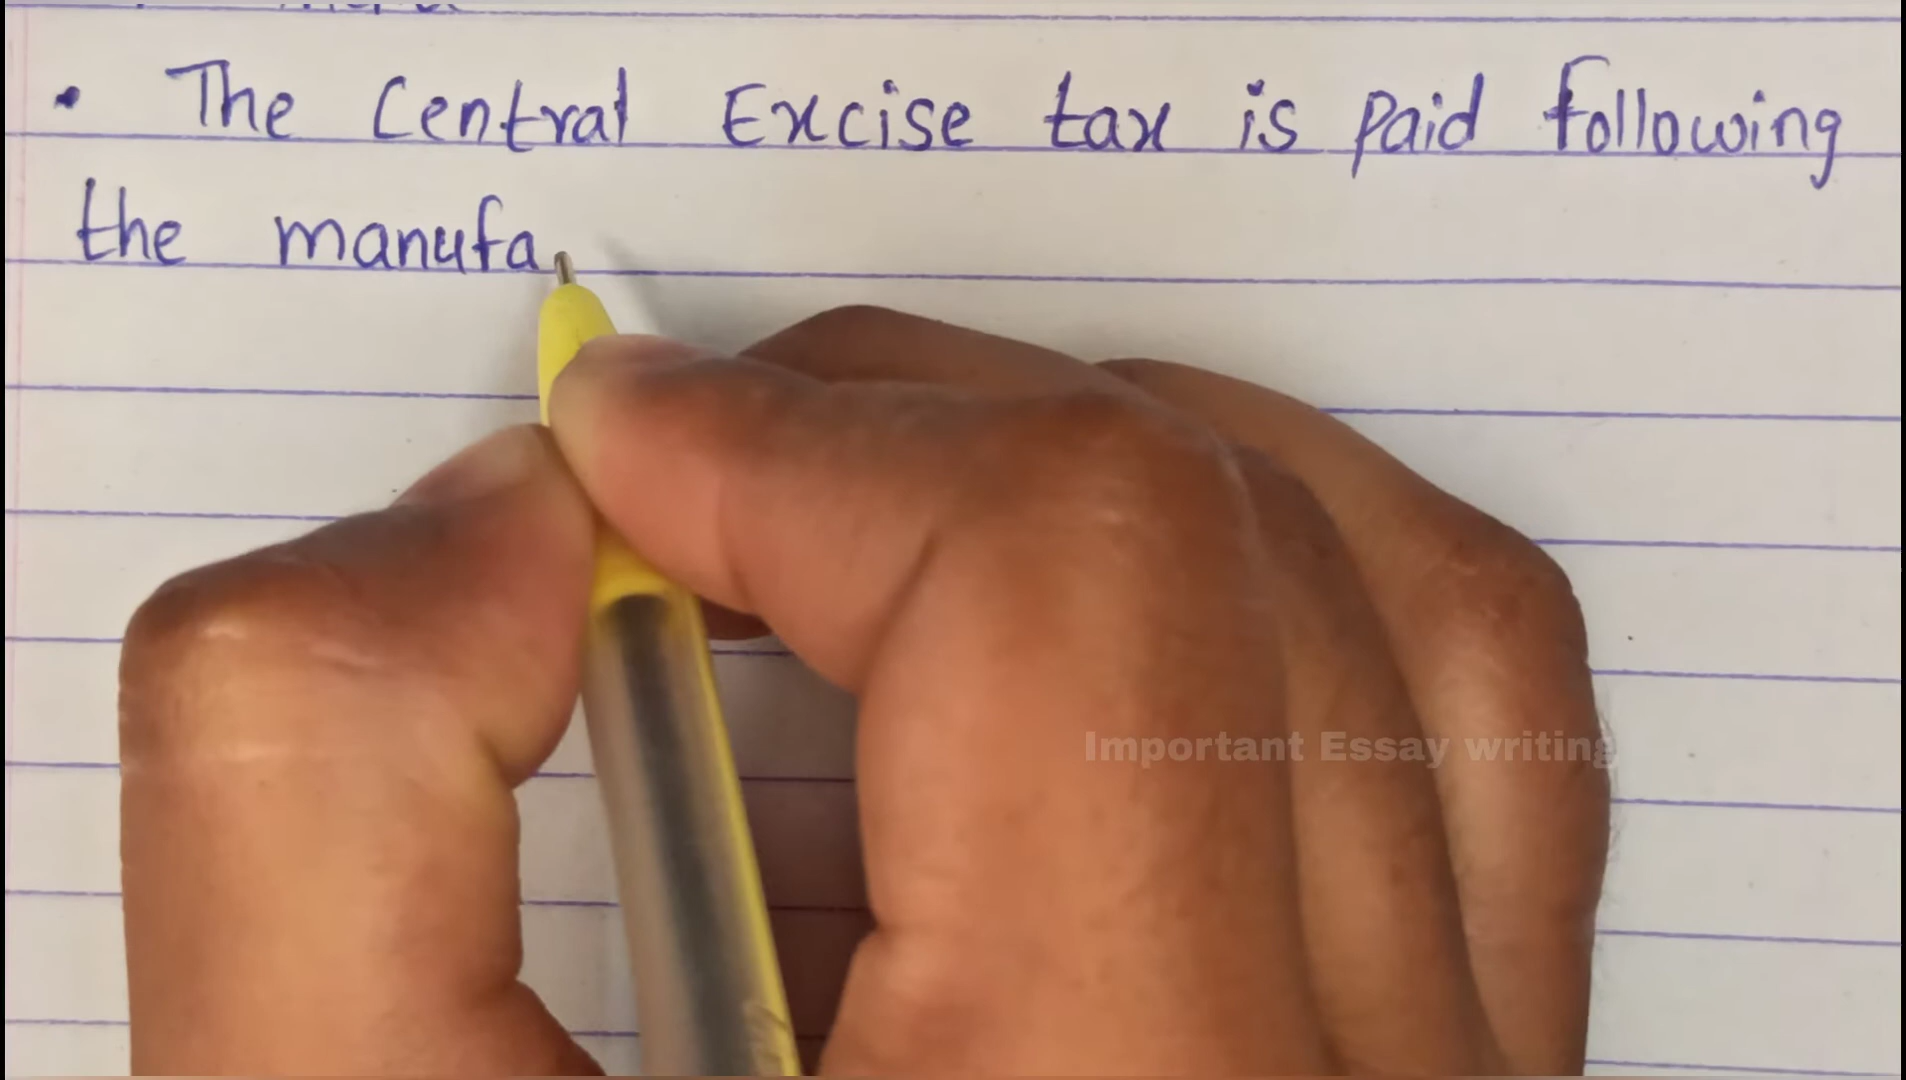 • The Central Excise tax is paid following
the manufa
Important Essay writing